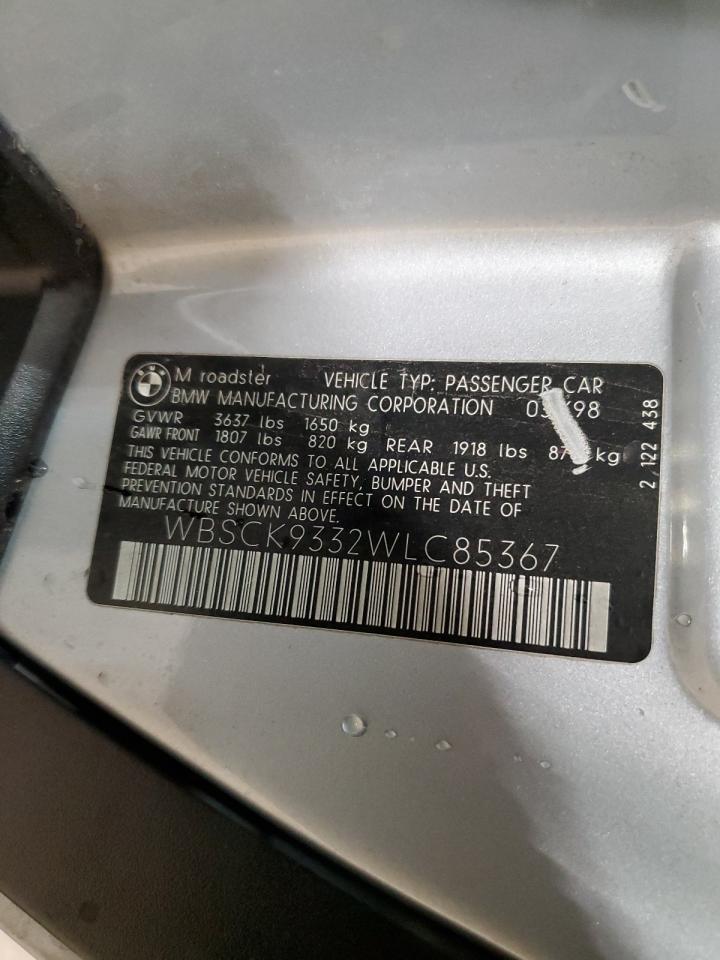 M roadster VEHICLE TYP: PASSENGER CAR
BMW MANUFACTURING CORPORATION
GVWR 3637 lbs 1650 kg
GAWR FRONT 1807 lbs 820 kg REAR 1918 lbs kg
THIS VEHICLE CONFORMS TO ALL APPLICABLE U.S.
FEDERAL MOTOR VEHICLE SAFETY, BUMPER AND THEFT
PREVENTION STANDARDS IN EFFECT ON THE DATE OF
MANUFACTURE SHOWN ABOVE.
WBSCK9332WLC85367
2 122 438